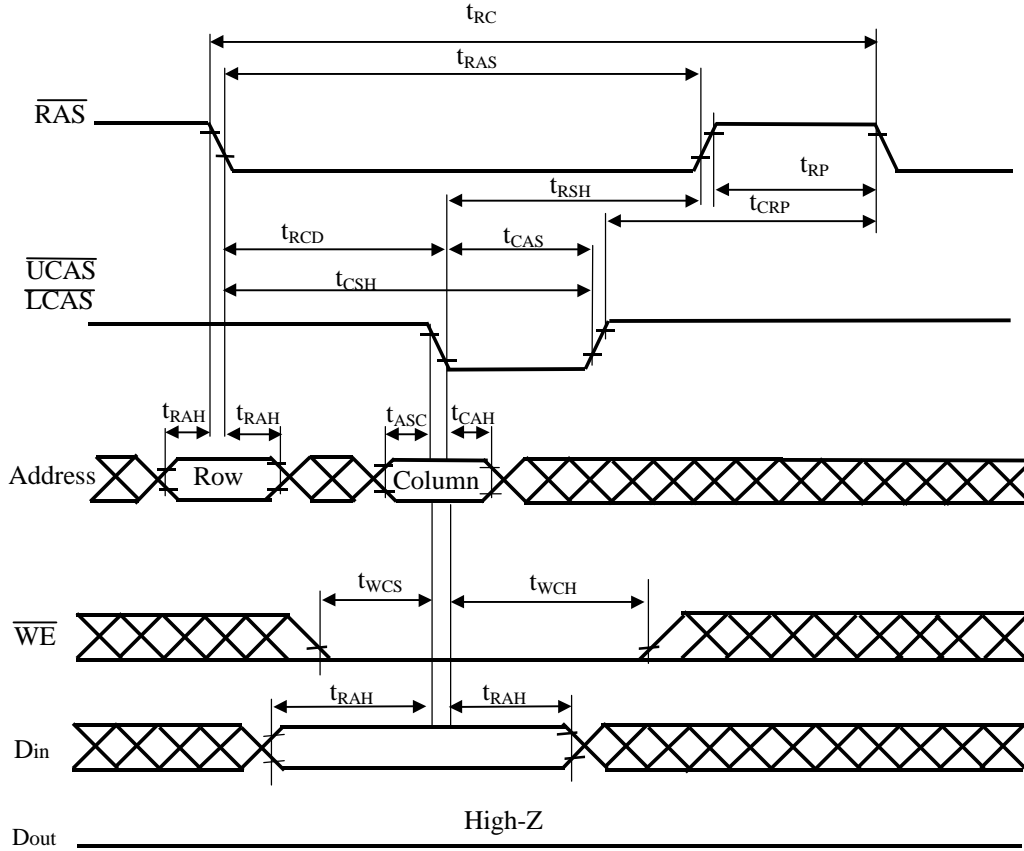 tRC
tRAS
RAS
tRP
tRSH
tCRP
tRCD
tCAS
UCAS
tCSH
LCAS
tRAH
tRAH
tASC
tCAH
Address
Row
Column
tWCS
tWCH
WE
tRAH
tRAH
Din
High-Z
Dout